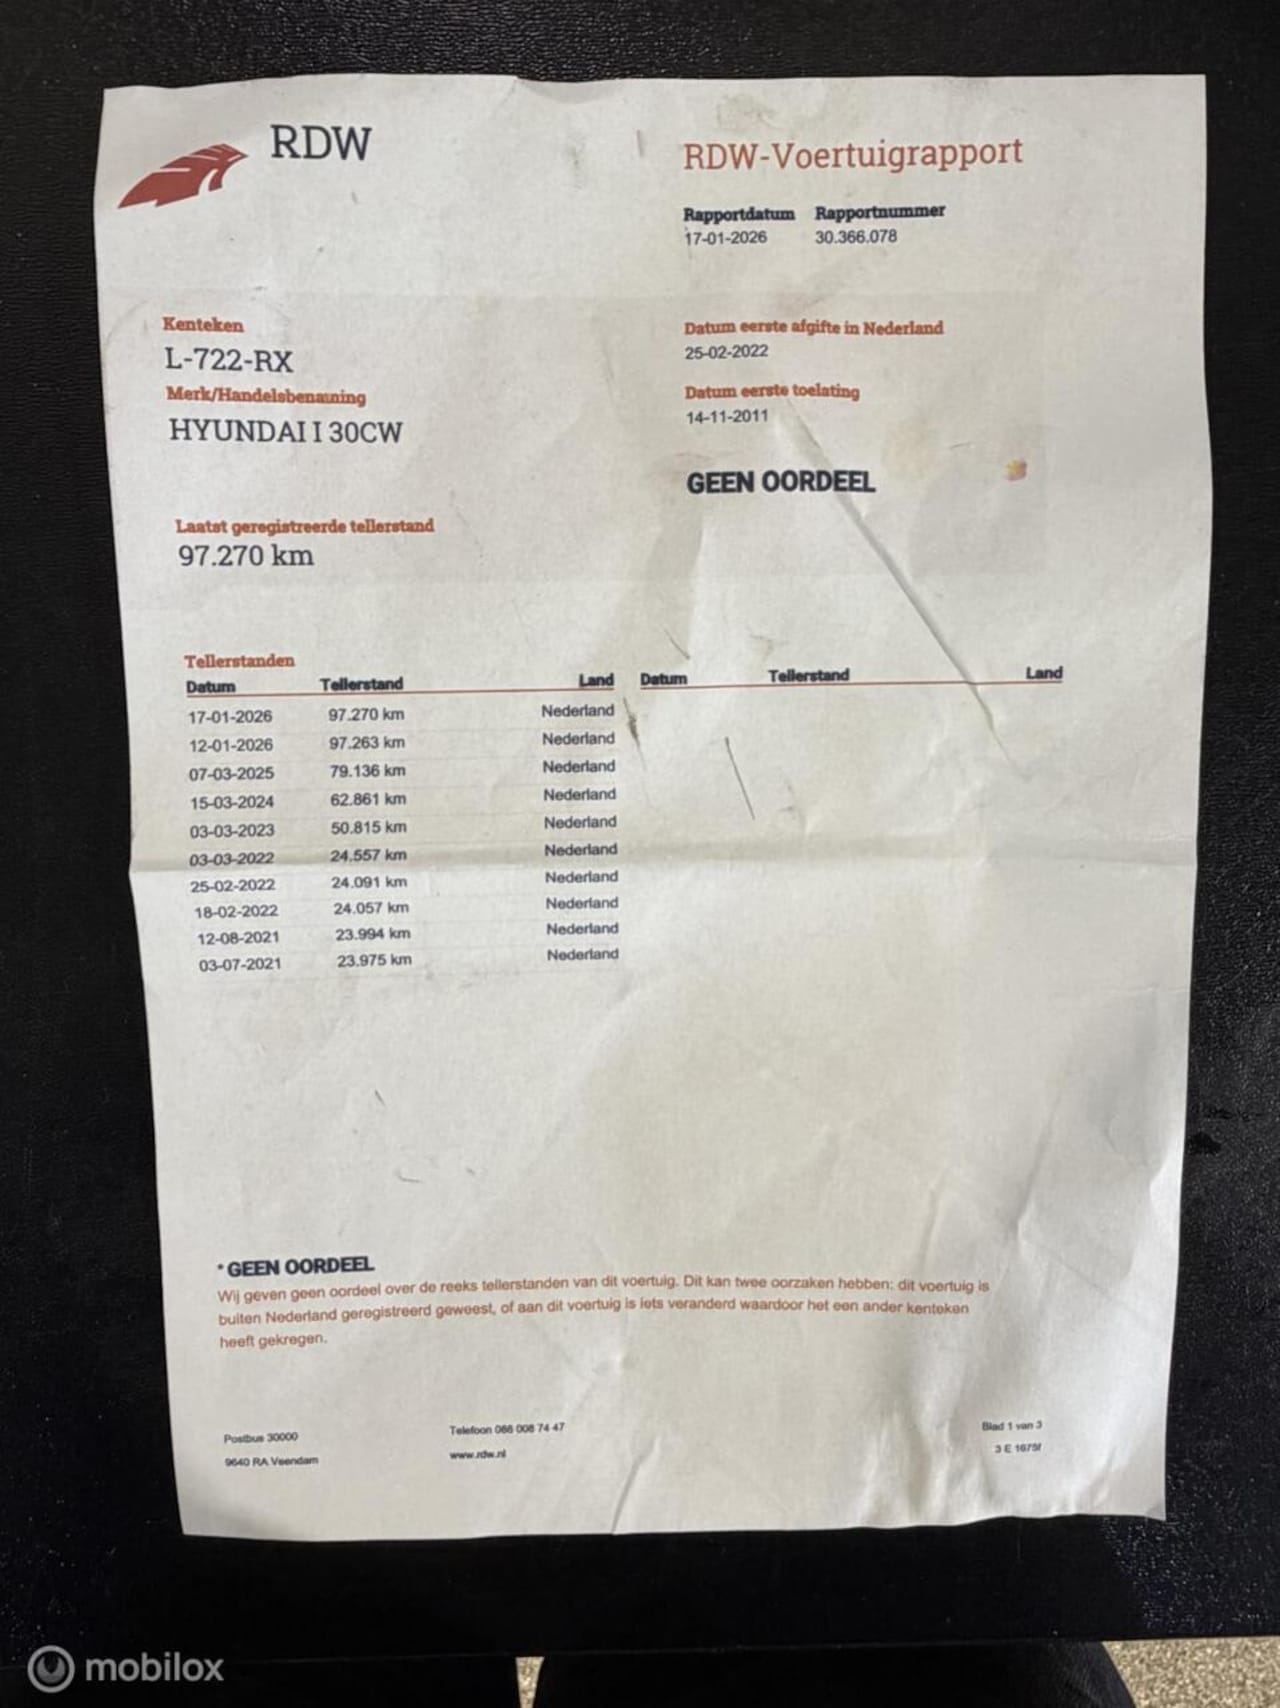 RDW
RDW-Voertuigrapport
Rapportdatum Rapportnummer
17-01-2026 30.366.078
Kenteken
L-722-RX
Merk/Handelsbenaming
HYUNDAI I 30CW
Datum eerste afgifte in Nederland
25-02-2022
Datum eerste toelating
14-11-2011
GEEN OORDEEL
Laatst geregistreerde tellerstand
97.270 km
Tellerstanden
Datum Tellerstand Land Datum Tellerstand Land
17-01-2026 97.270 km Nederland
12-01-2026 97.263 km Nederland
07-03-2025 79.136 km Nederland
15-03-2024 62.861 km Nederland
03-03-2023 50.815 km Nederland
03-03-2022 24.557 km Nederland
25-02-2022 24.091 km Nederland
18-02-2022 24.057 km Nederland
12-08-2021 23.994 km Nederland
03-07-2021 23.975 km Nederland
* GEEN OORDEEL
Wij geven geen oordeel over de reeks tellerstanden van dit voertuig. Dit kan twee oorzaken hebben: dit voertuig is
buiten Nederland geregistreerd geweest, of aan dit voertuig is iets veranderd waardoor het een ander kenteken
heeft gekregen.
Postbus 30000 Telefoon 088 008 74 47 Blad 1 van 3
9640 RA Veendam www.rdw.nl 3 E 1675f
mobilox